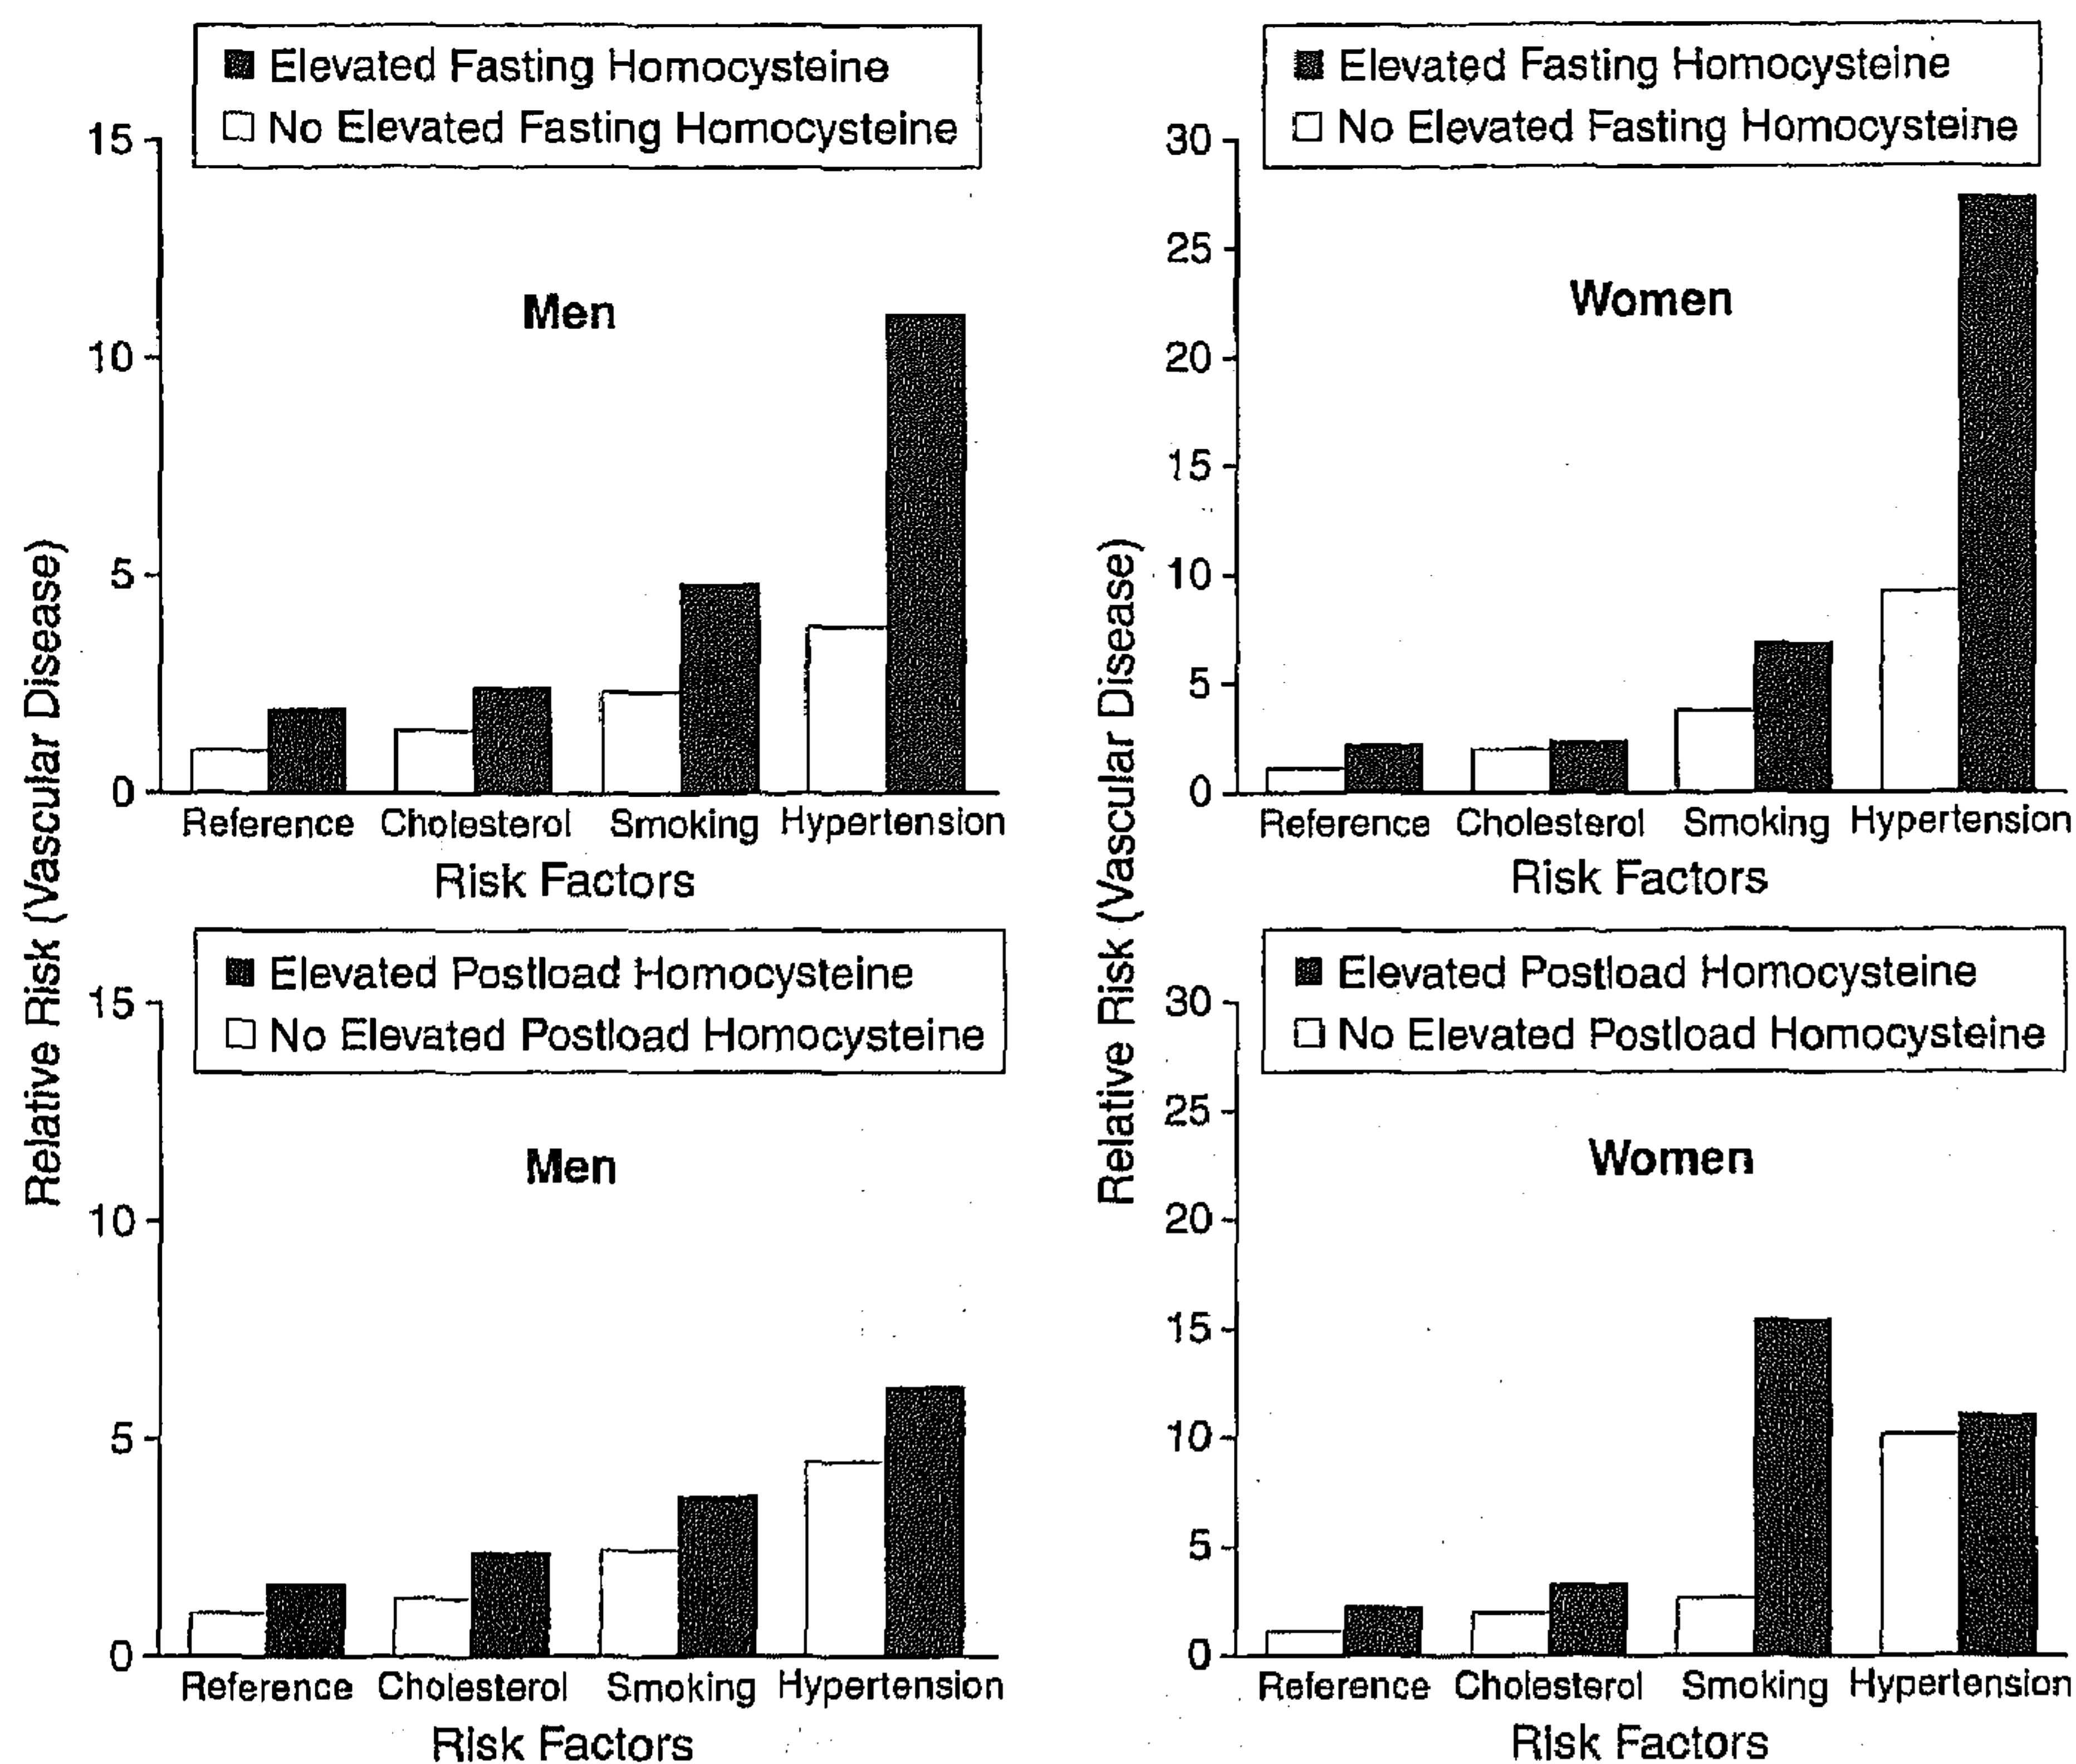 Elevated Fasting Homocysteine
No Elevated Fasting Homocysteine
15
10
5
0
Men
Reference Cholesterol Smoking Hypertension
Risk Factors
Relative Risk (Vascular Disease)
Elevated Fasting Homocysteine
No Elevated Fasting Homocysteine
30
25
20
15
10
5
0
Women
Reference Cholesterol Smoking Hypertension
Risk Factors
Relative Risk (Vascular Disease)
Elevated Postload Homocysteine
No Elevated Postload Homocysteine
15
10
5
0
Men
Reference Cholesterol Smoking Hypertension
Risk Factors
Elevated Postload Homocysteine
No Elevated Postload Homocysteine
30
25
20
15
10
5
0
Women
Reference Cholesterol Smoking Hypertension
Risk Factors